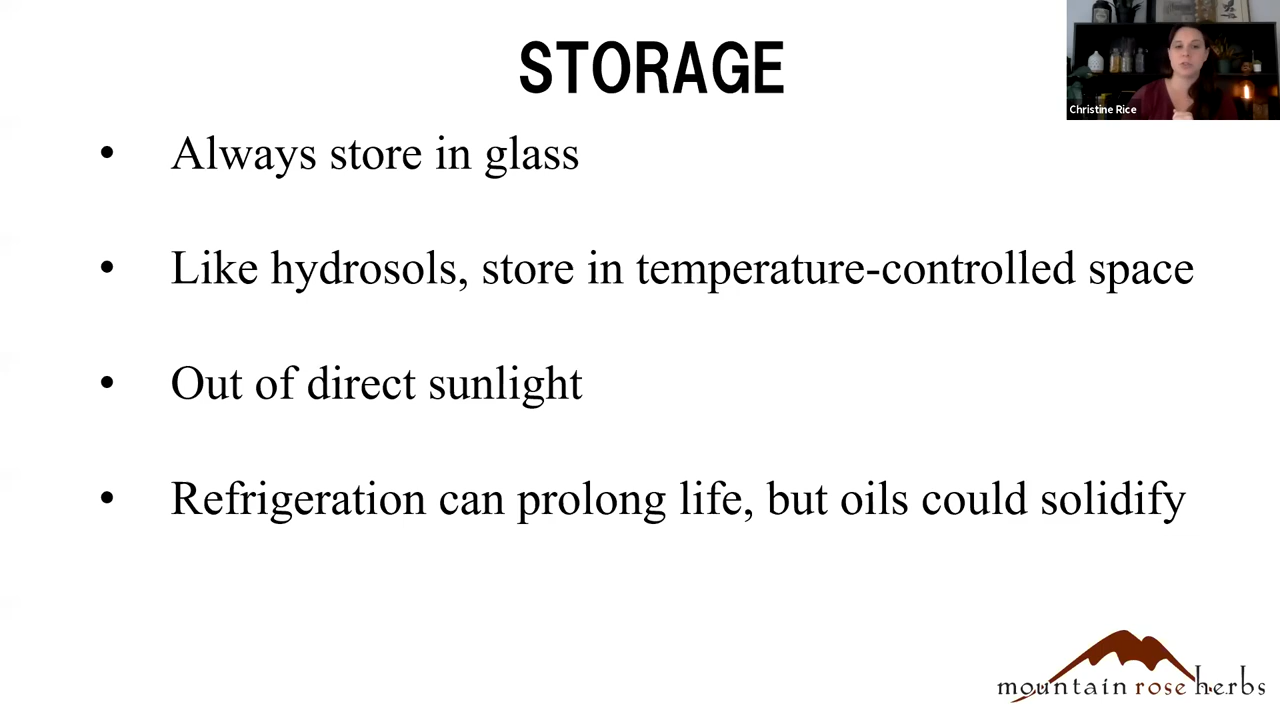 STORAGE
Christine Rice
• Always store in glass
• Like hydrosols, store in temperature-controlled space
• Out of direct sunlight
• Refrigeration can prolong life, but oils could solidify
mountain rose herbs